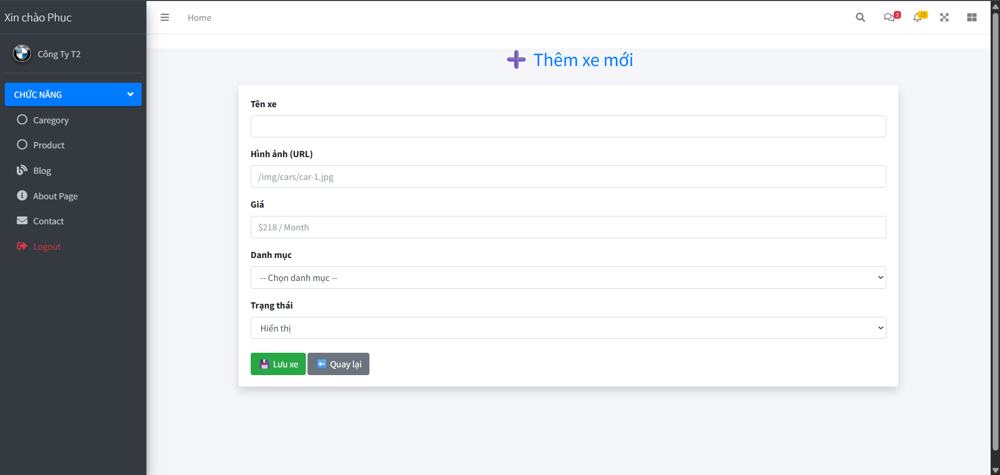 Xin chào Phuc
Home
3
15
Công Ty T2
CHỨC NĂNG
Caregory
Product
Blog
About Page
Contact
Logout
Thêm xe mới
Tên xe
Hình ảnh (URL)
/img/cars/car-1.jpg
Giá
$218 / Month
Danh mục
-- Chọn danh mục --
Trạng thái
Hiển thị
Lưu xe
Quay lại